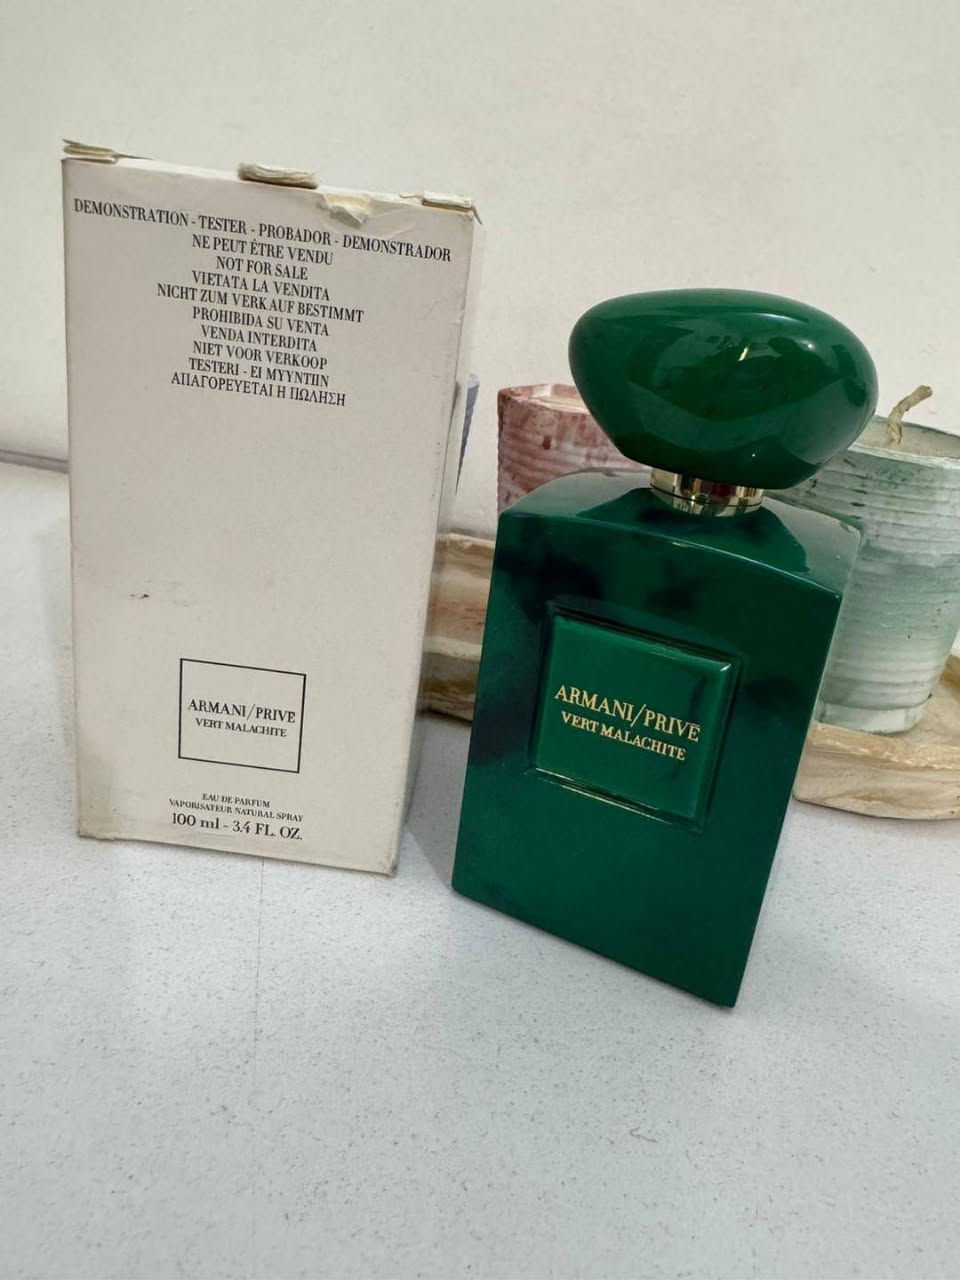 DEMONSTRATION - TESTER - PROBADOR - DEMONSTRADOR
NE PEUT ÊTRE VENDU
NOT FOR SALE
VIETATA LA VENDITA
NICHT ZUM VERKAUF BESTIMMT
PROHIBIDA SU VENTA
VENDA INTERDITA
NIET VOOR VERKOOP
TESTERI - EI MYYNTIIN
ΑΠΑΓΟΡΕΥΕΤΑΙ Η ΠΩΛΗΣΗ
ARMANI/PRIVE
VERT MALACHITE
EAU DE PARFUM
VAPORISATEUR NATURAL SPRAY
100 ml - 3.4 FL. OZ.
ARMANI/PRIVĒ
VERT MALACHITE